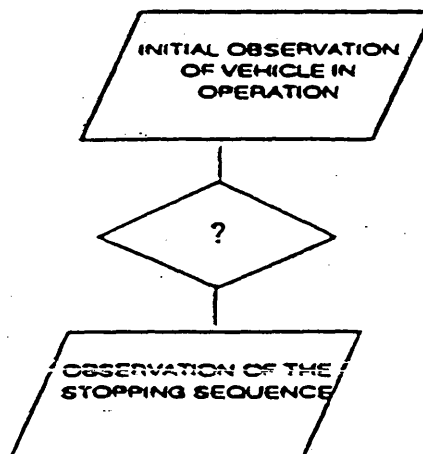 INITIAL OBSERVATION
OF VEHICLE IN
OPERATION
?
OBSERVATION OF THE
STOPPING SEQUENCE